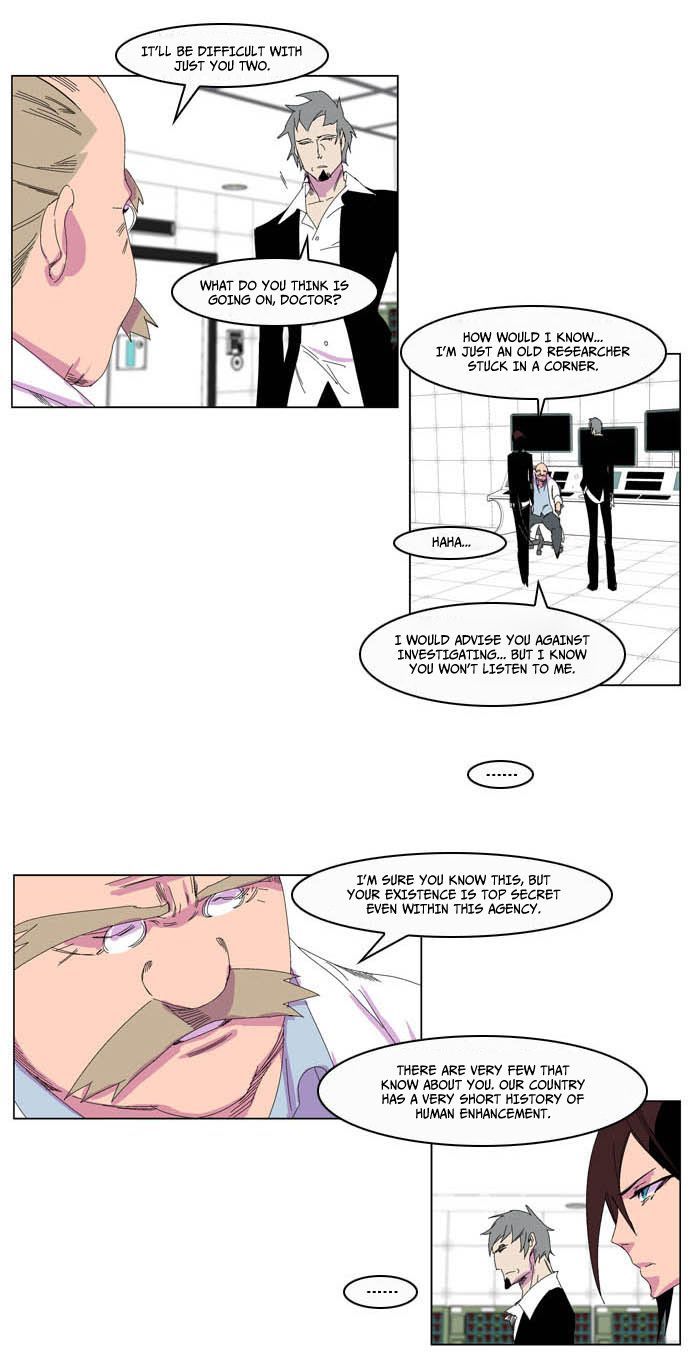 IT'LL BE DIFFICULT WITH
JUST YOU TWO.
WHAT DO YOU THINK IS
GOING ON, DOCTOR?
HOW WOULD I KNOW...
I'M JUST AN OLD RESEARCHER
STUCK IN A CORNER.
HAHA...
I WOULD ADVISE YOU AGAINST
INVESTIGATING... BUT I KNOW
YOU WON'T LISTEN TO ME.
------
I'M SURE YOU KNOW THIS, BUT
YOUR EXISTENCE IS TOP SECRET
EVEN WITHIN THIS AGENCY.
THERE ARE VERY FEW THAT
KNOW ABOUT YOU. OUR COUNTRY
HAS A VERY SHORT HISTORY OF
HUMAN ENHANCEMENT.
------